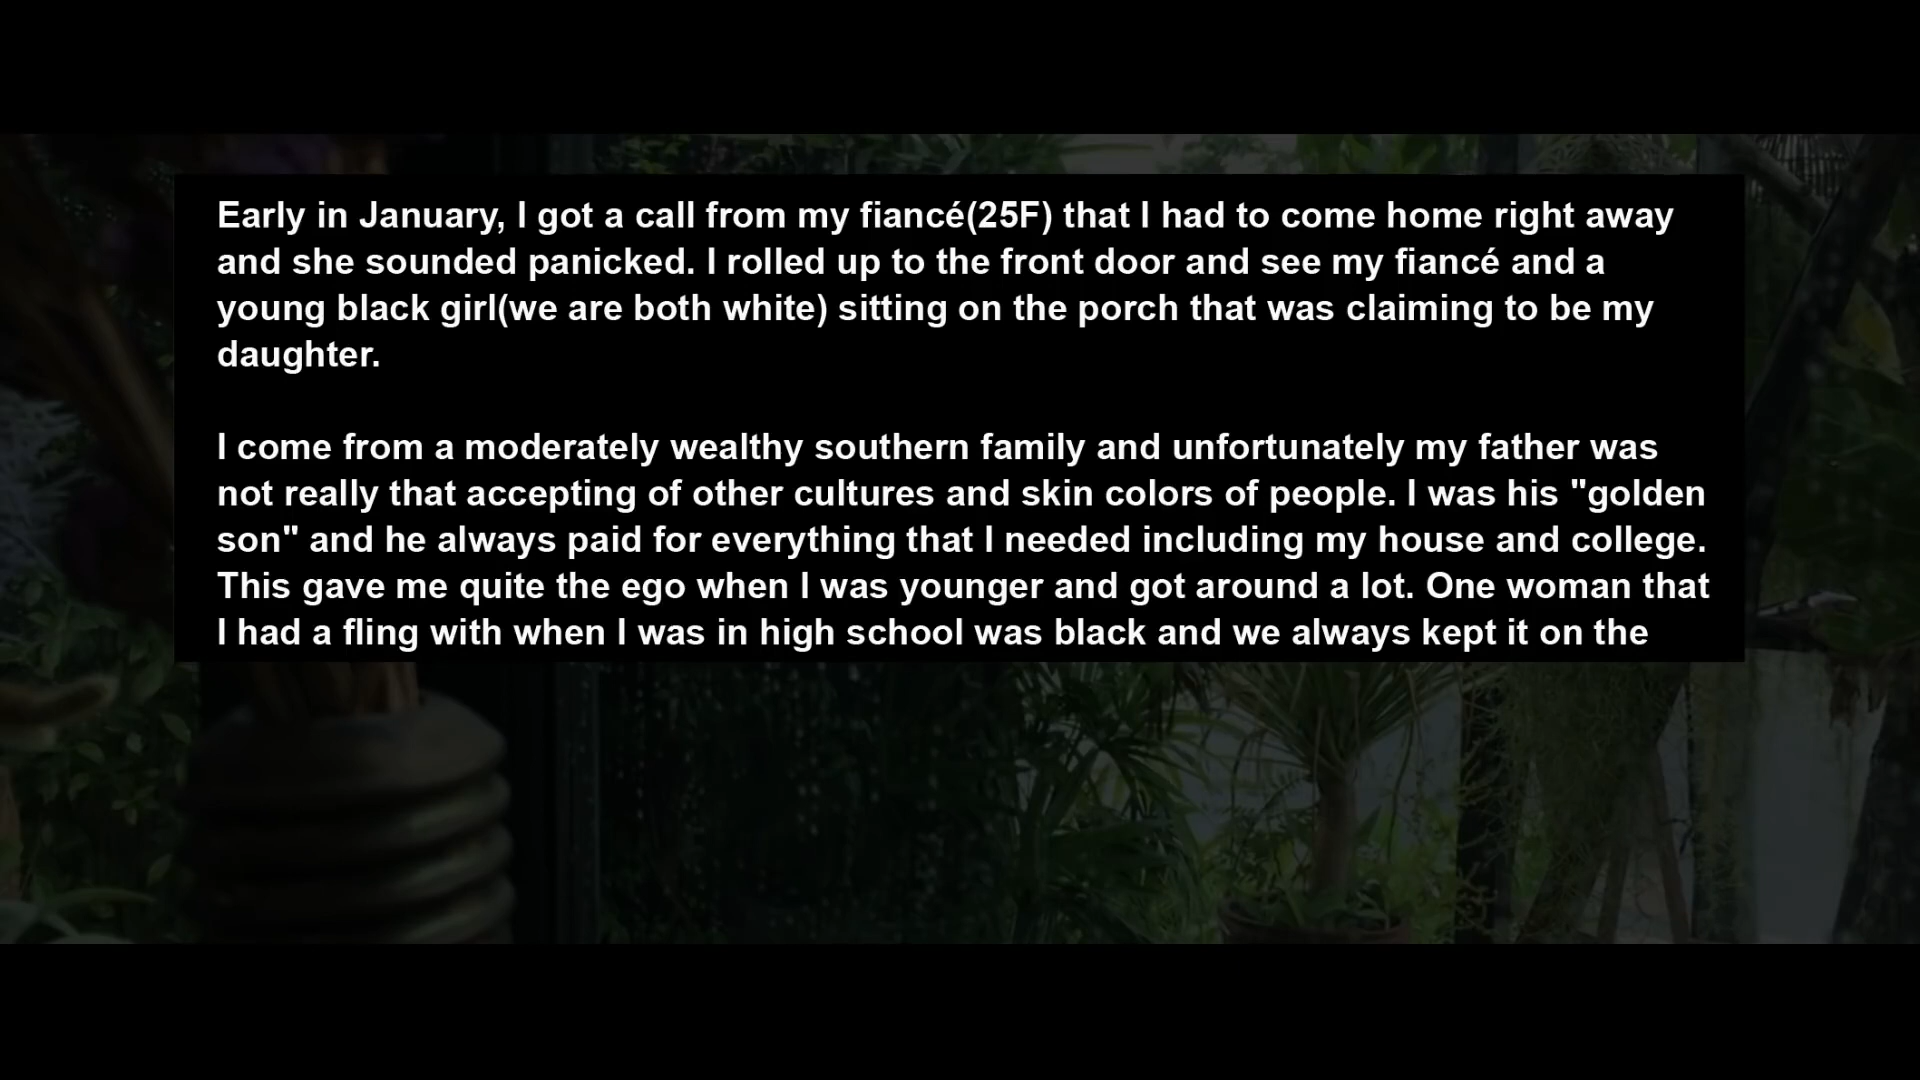 Early in January, I got a call from my fiancé(25F) that I had to come home right away
and she sounded panicked. I rolled up to the front door and see my fiancé and a
young black girl(we are both white) sitting on the porch that was claiming to be my
daughter.
I come from a moderately wealthy southern family and unfortunately my father was
not really that accepting of other cultures and skin colors of people. I was his "golden
son" and he always paid for everything that I needed including my house and college.
This gave me quite the ego when I was younger and got around a lot. One woman that
I had a fling with when I was in high school was black and we always kept it on the